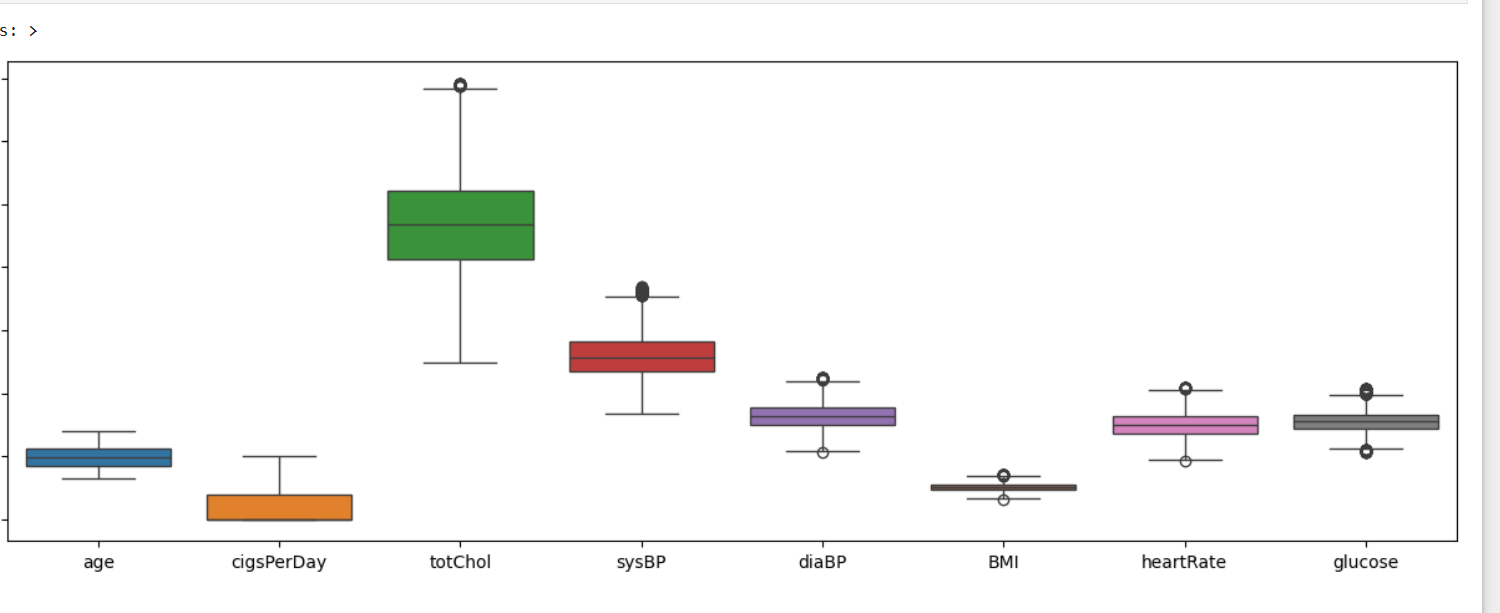 s: >
age cigsPerDay totChol sysBP diaBP BMI heartRate glucose